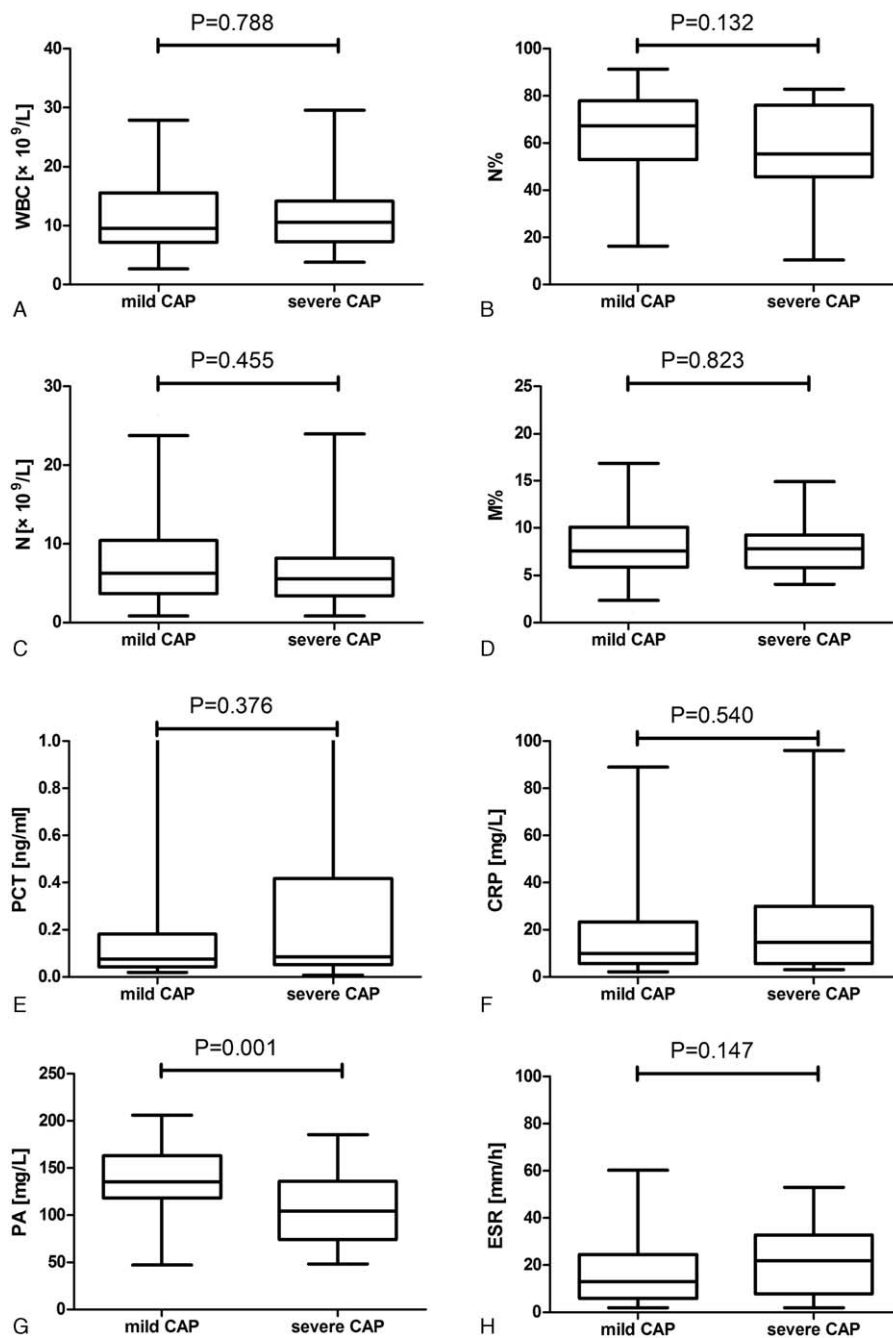 P=0.788
40
30
20
10
0
WBC [× 10⁹/L]
mild CAP severe CAP
A
P=0.132
100
80
60
40
20
0
N%
mild CAP severe CAP
B
P=0.455
30
20
10
0
N [× 10⁹/L]
mild CAP severe CAP
C
P=0.823
25
20
15
10
5
0
M%
mild CAP severe CAP
D
P=0.376
1.0
0.8
0.6
0.4
0.2
0.0
PCT [ng/ml]
mild CAP severe CAP
E
P=0.540
100
80
60
40
20
0
CRP [mg/L]
mild CAP severe CAP
F
P=0.001
250
200
150
100
50
0
PA [mg/L]
mild CAP severe CAP
G
P=0.147
100
80
60
40
20
0
ESR [mm/h]
mild CAP severe CAP
H